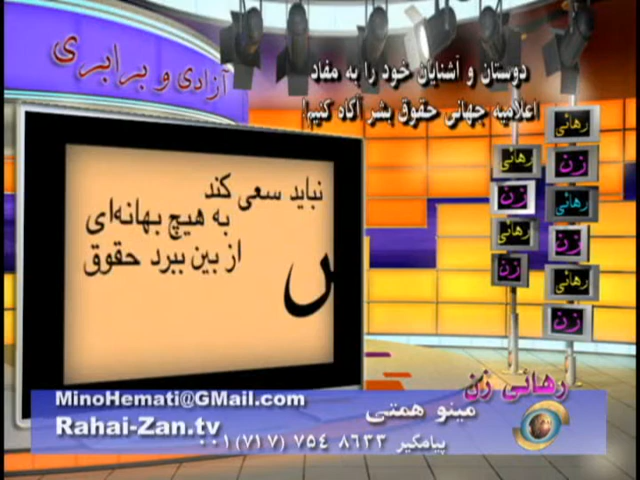 آزادی و برابری
دوستان و آشنایان خود را به مفاد
اعلامیه جهانی حقوق بشر آگاه کنیم!
نباید سعی کند
به هیچ بهانه‌ای
از بین ببرد حقوق
رهائی
رهائی
زن
زن
رهائی
رهائی
زن
زن
رهائی
زن
رهائی زن
MinoHemati@GMail.com
مینو همتی
Rahai-Zan.tv
پیامگیر ۰۰۱(۷۱۷) ۷۵۴ ۸۶۳۳